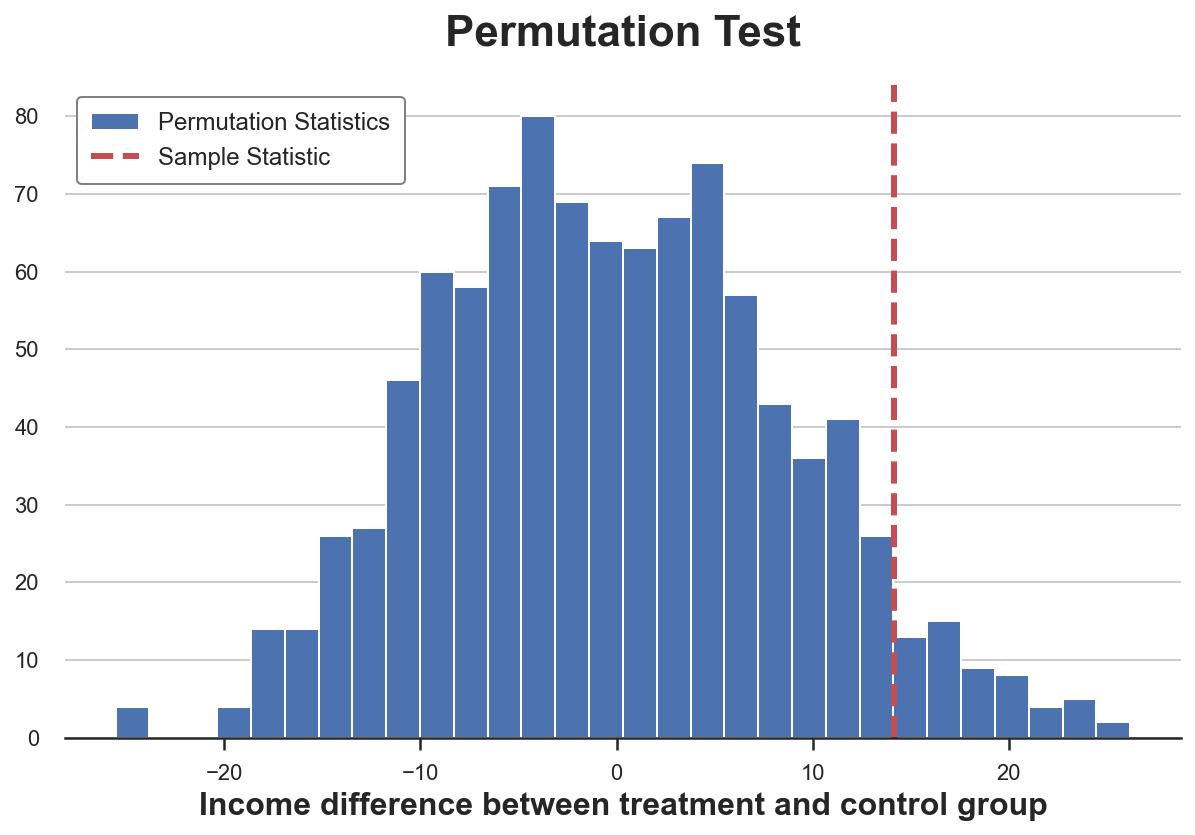 Permutation Test
Permutation Statistics
Sample Statistic
80
70
60
50
40
30
20
10
0
−20 −10 0 10 20
Income difference between treatment and control group